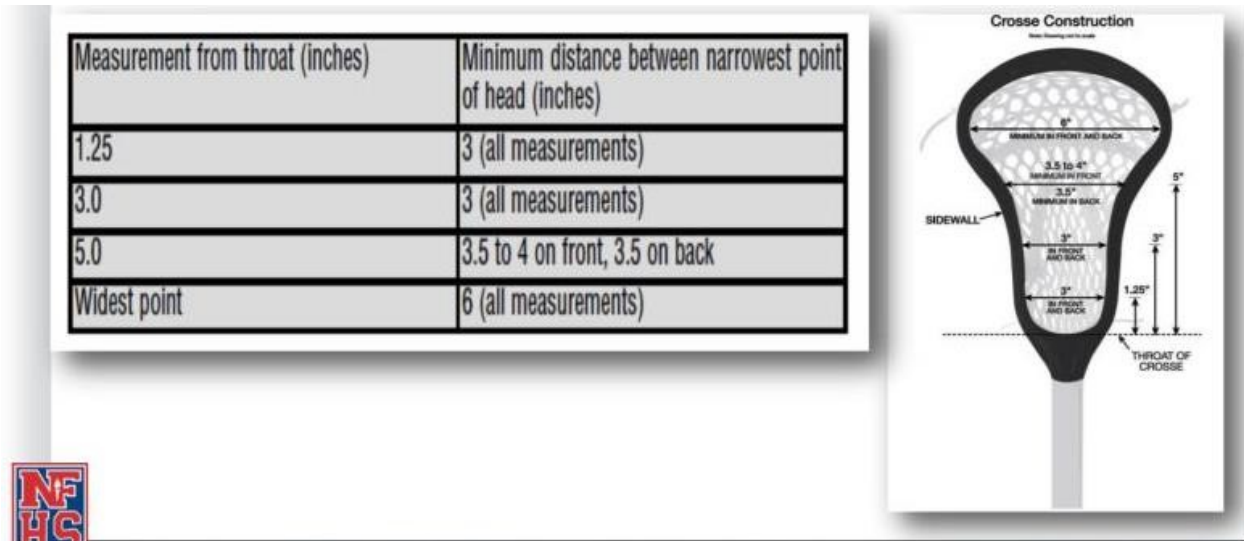 Measurement from throat (inches)
Minimum distance between narrowest point
of head (inches)
1.25
3 (all measurements)
3.0
3 (all measurements)
5.0
3.5 to 4 on front, 3.5 on back
Widest point
6 (all measurements)
Crosse Construction
6"
MINIMUM IN FRONT AND BACK
3.5 to 4"
MINIMUM IN FRONT
3.5"
MINIMUM IN BACK
5"
SIDEWALL
3"
IN FRONT
AND BACK
3"
3"
IN FRONT
AND BACK
1.25"
THROAT OF
CROSSE
NF
HS